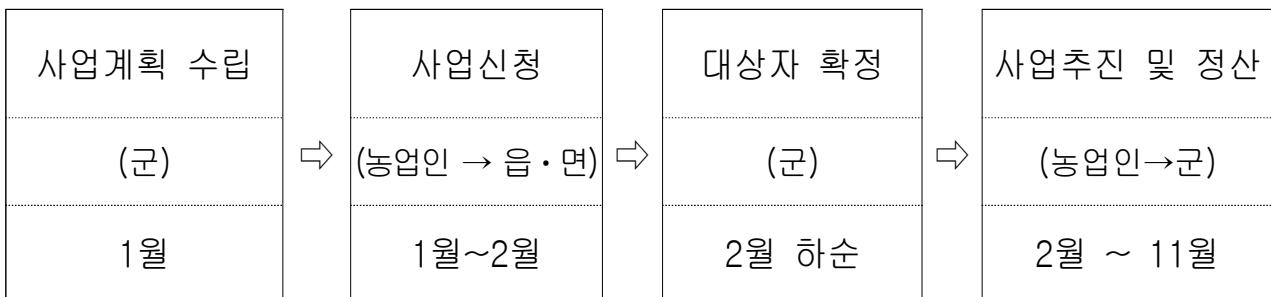 사업계획 수립
(군)
1월
⇨
사업신청
(농업인 → 읍・면)
1월~2월
⇨
대상자 확정
(군)
2월 하순
⇨
사업추진 및 정산
(농업인→군)
2월 ~ 11월